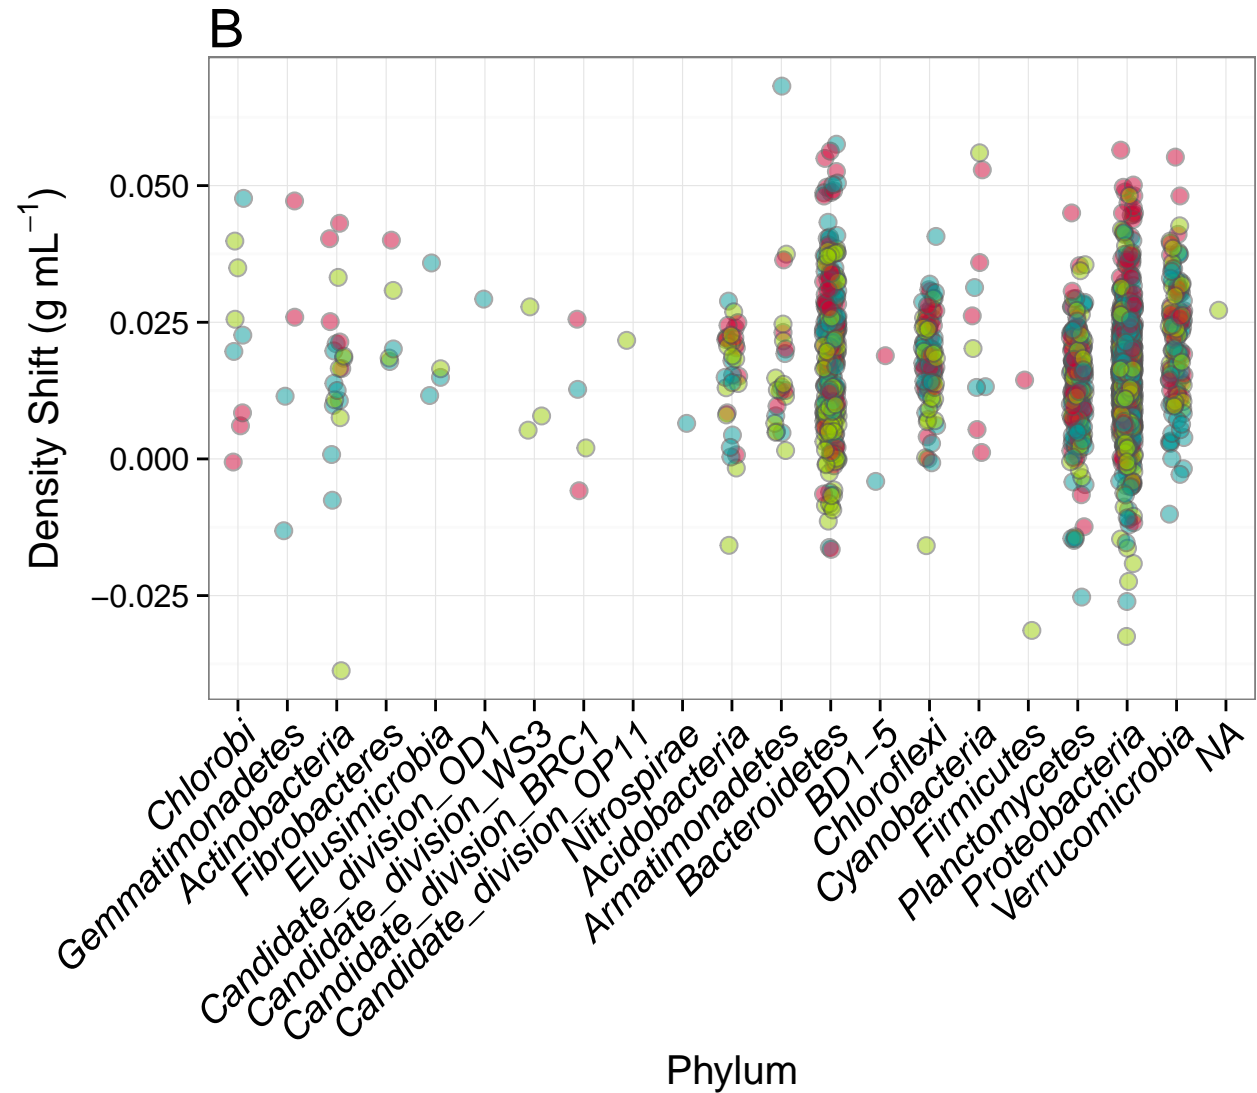 B
Density Shift (g mL⁻¹)
0.050
0.025
0.000
−0.025
Chlorobi
Gemmatimonadetes
Actinobacteria
Fibrobacteres
Elusimicrobia
Candidate_division_OD1
Candidate_division_WS3
Candidate_division_BRC1
Candidate_division_OP11
Nitrospirae
Acidobacteria
Armatimonadetes
Bacteroidetes
BD1−5
Chloroflexi
Cyanobacteria
Firmicutes
Planctomycetes
Proteobacteria
Verrucomicrobia
NA
Phylum